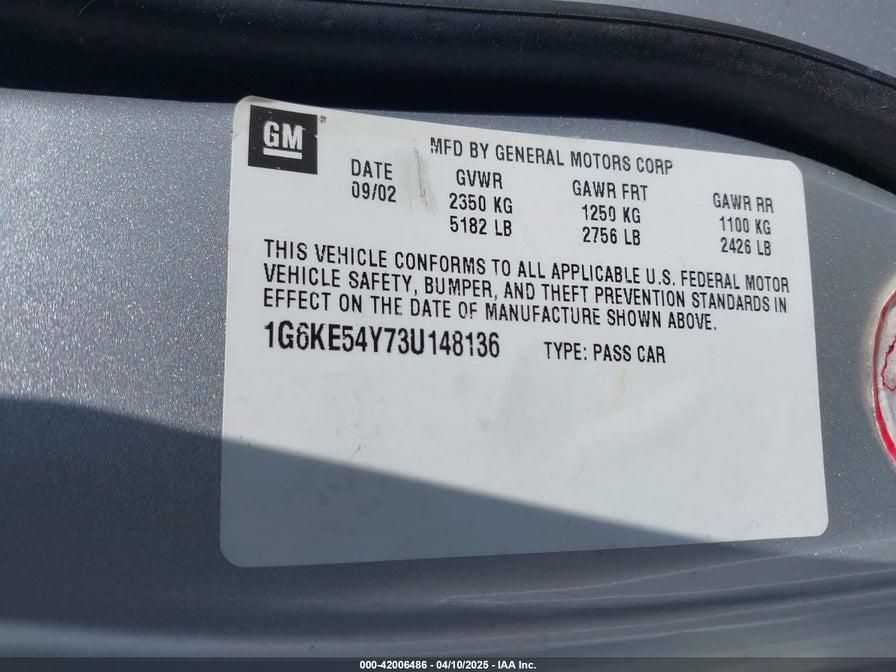 GM
MFD BY GENERAL MOTORS CORP
DATE GVWR GAWR FRT GAWR RR
09/02 2350 KG 1250 KG 1100 KG
5182 LB 2756 LB 2426 LB
THIS VEHICLE CONFORMS TO ALL APPLICABLE U.S. FEDERAL MOTOR
VEHICLE SAFETY, BUMPER, AND THEFT PREVENTION STANDARDS IN
EFFECT ON THE DATE OF MANUFACTURE SHOWN ABOVE.
1G6KE54Y73U148136 TYPE: PASS CAR
000-42006486 - 04/10/2025 - IAA Inc.